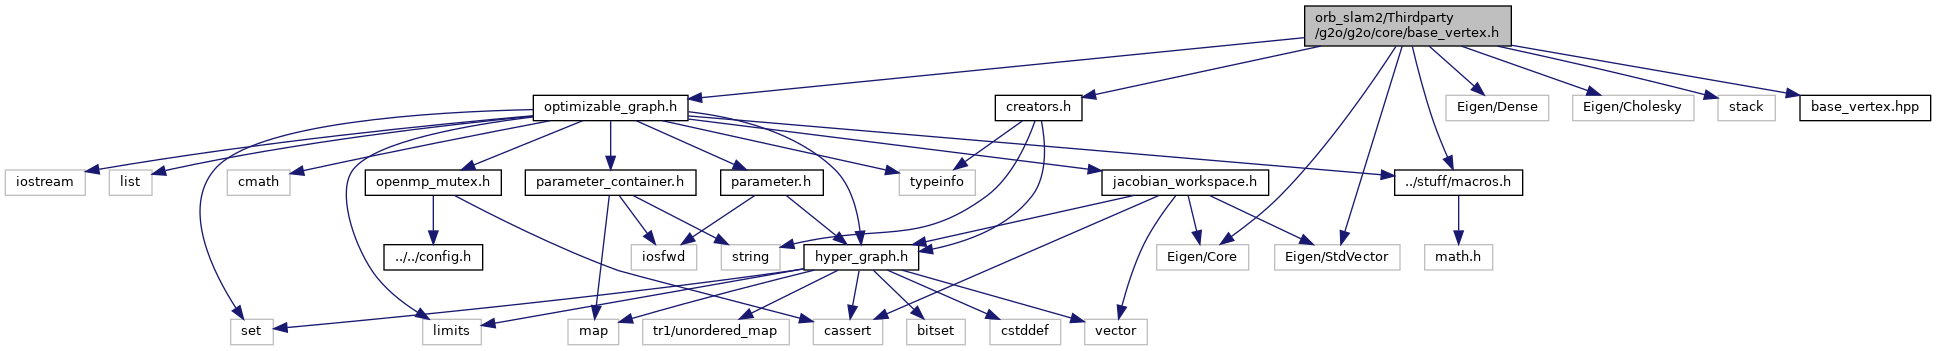 orb_slam2/Thirdparty
/g2o/g2o/core/base_vertex.h
optimizable_graph.h
creators.h
Eigen/Dense
Eigen/Cholesky
stack
base_vertex.hpp
iostream
list
cmath
openmp_mutex.h
parameter_container.h
parameter.h
typeinfo
jacobian_workspace.h
../stuff/macros.h
../../config.h
iosfwd
string
hyper_graph.h
Eigen/Core
Eigen/StdVector
math.h
set
limits
map
tr1/unordered_map
cassert
bitset
cstddef
vector